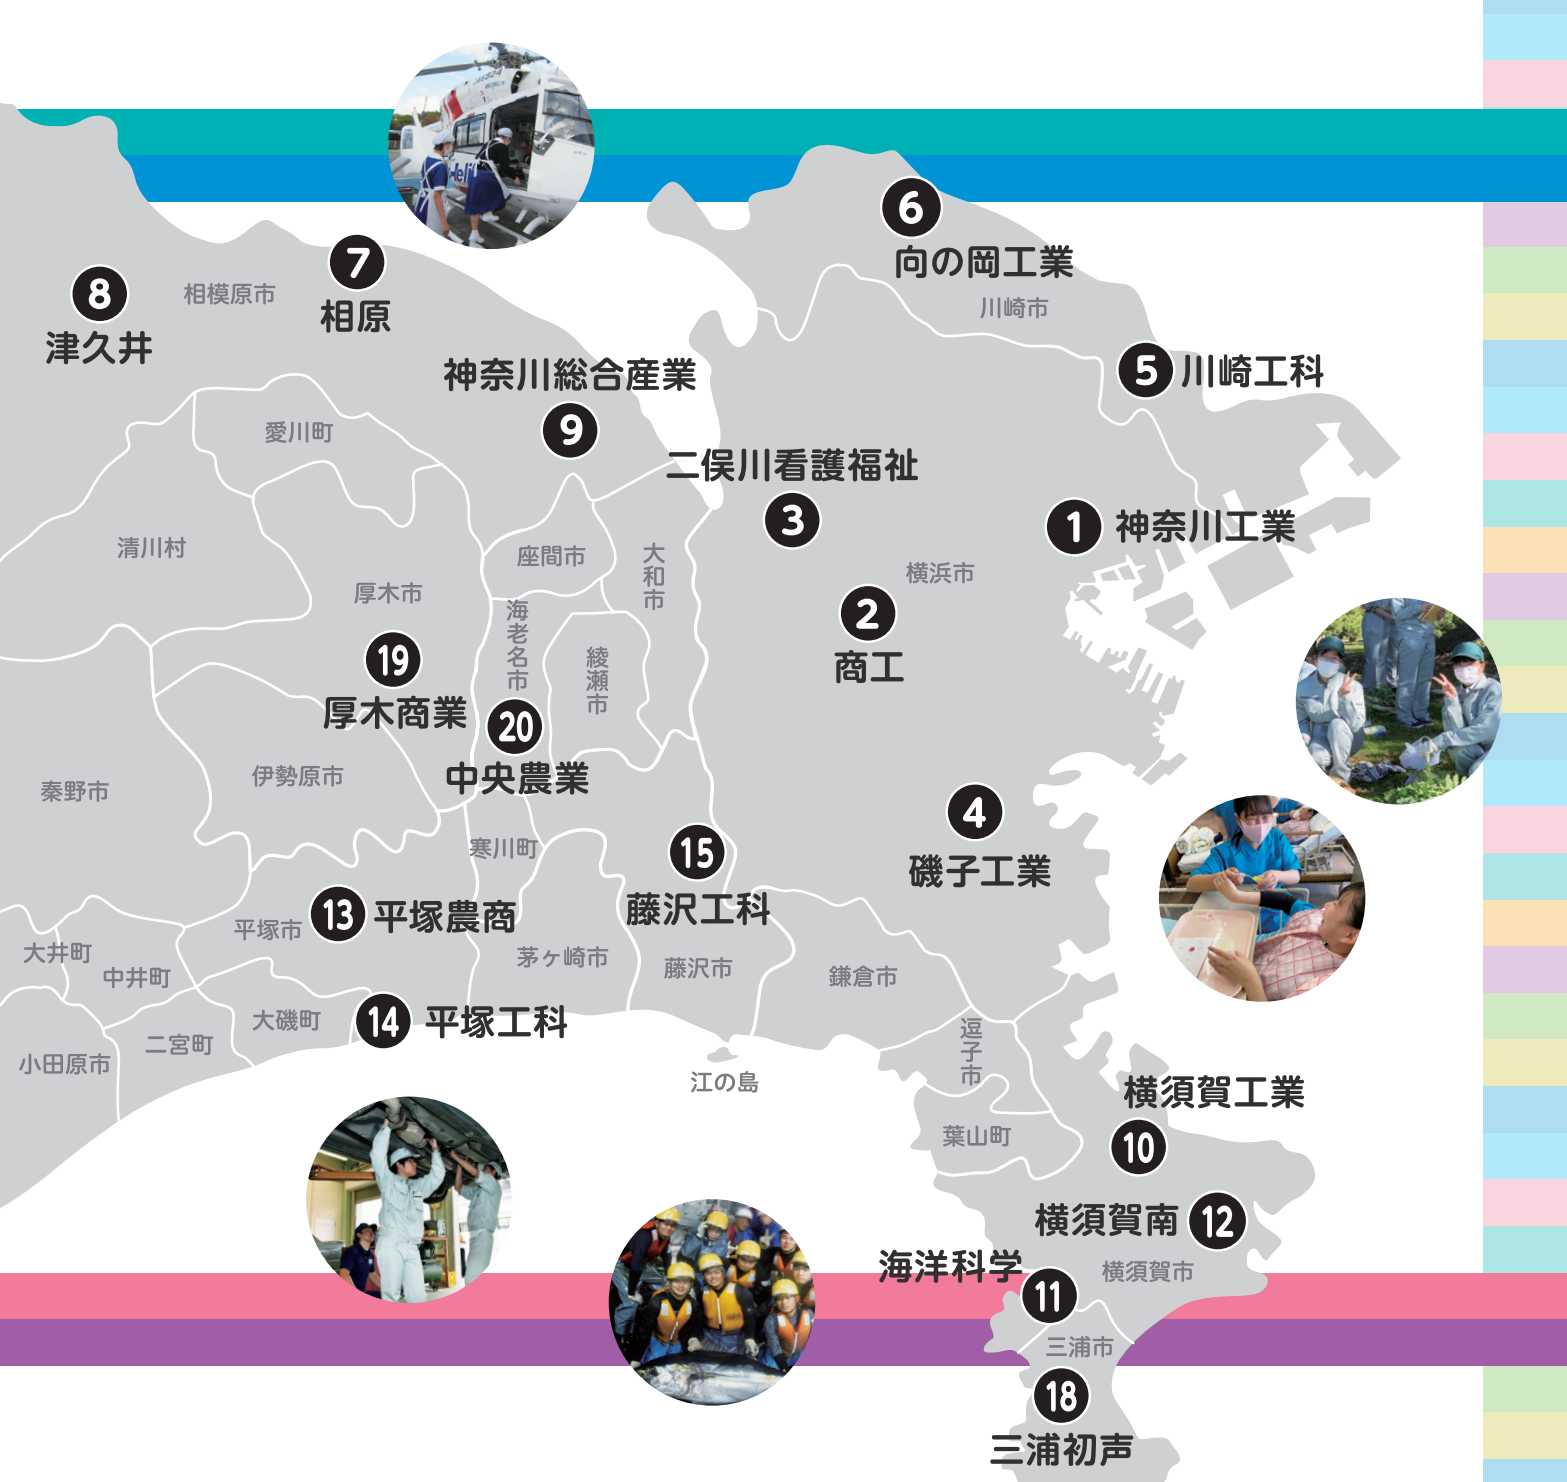 6
向の岡工業
川崎市
7
相原
8
津久井
相模原市
5 川崎工科
神奈川総合産業
9
愛川町
二俣川看護福祉
3
1 神奈川工業
清川村
座間市
大和市
横浜市
厚木市
2
商工
海老名市
綾瀬市
19
厚木商業
20
中央農業
秦野市
伊勢原市
4
磯子工業
寒川町
15
藤沢工科
13 平塚農商
平塚市
大井町
中井町
茅ヶ崎市
藤沢市
鎌倉市
14 平塚工科
大磯町
二宮町
小田原市
逗子市
江の島
葉山町
横須賀工業
10
横須賀南 12
海洋科学
11
横須賀市
三浦市
18
三浦初声